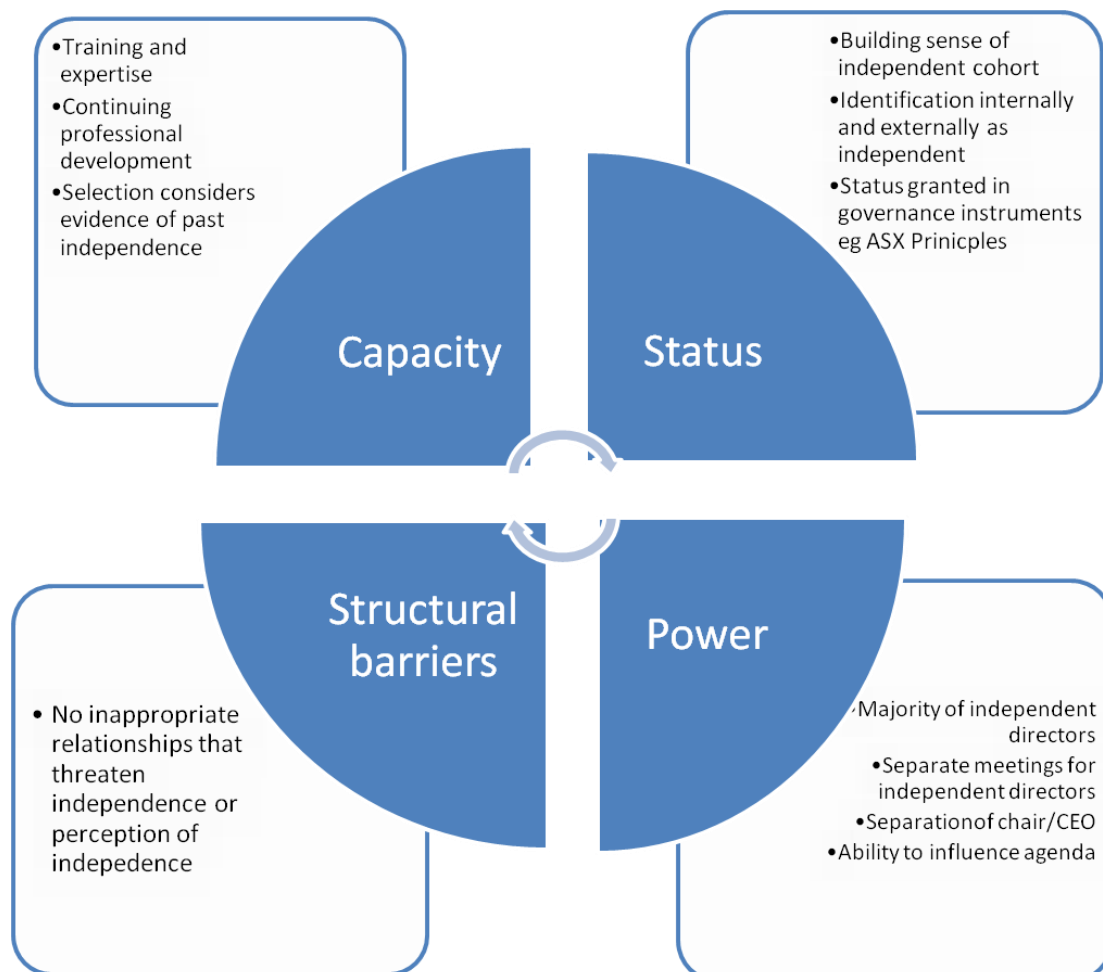 •Training and
expertise
•Continuing
professional
development
•Selection considers
evidence of past
independence
•Building sense of
independent cohort
•Identification internally
and externally as
independent
•Status granted in
governance instruments
eg ASX Prinicples
Capacity
Status
Structural
barriers
Power
• No inappropriate
relationships that
threaten
independence or
perception of
indepedence
•Majority of independent
directors
•Separate meetings for
independent directors
•Separationof chair/CEO
•Ability to influence agenda